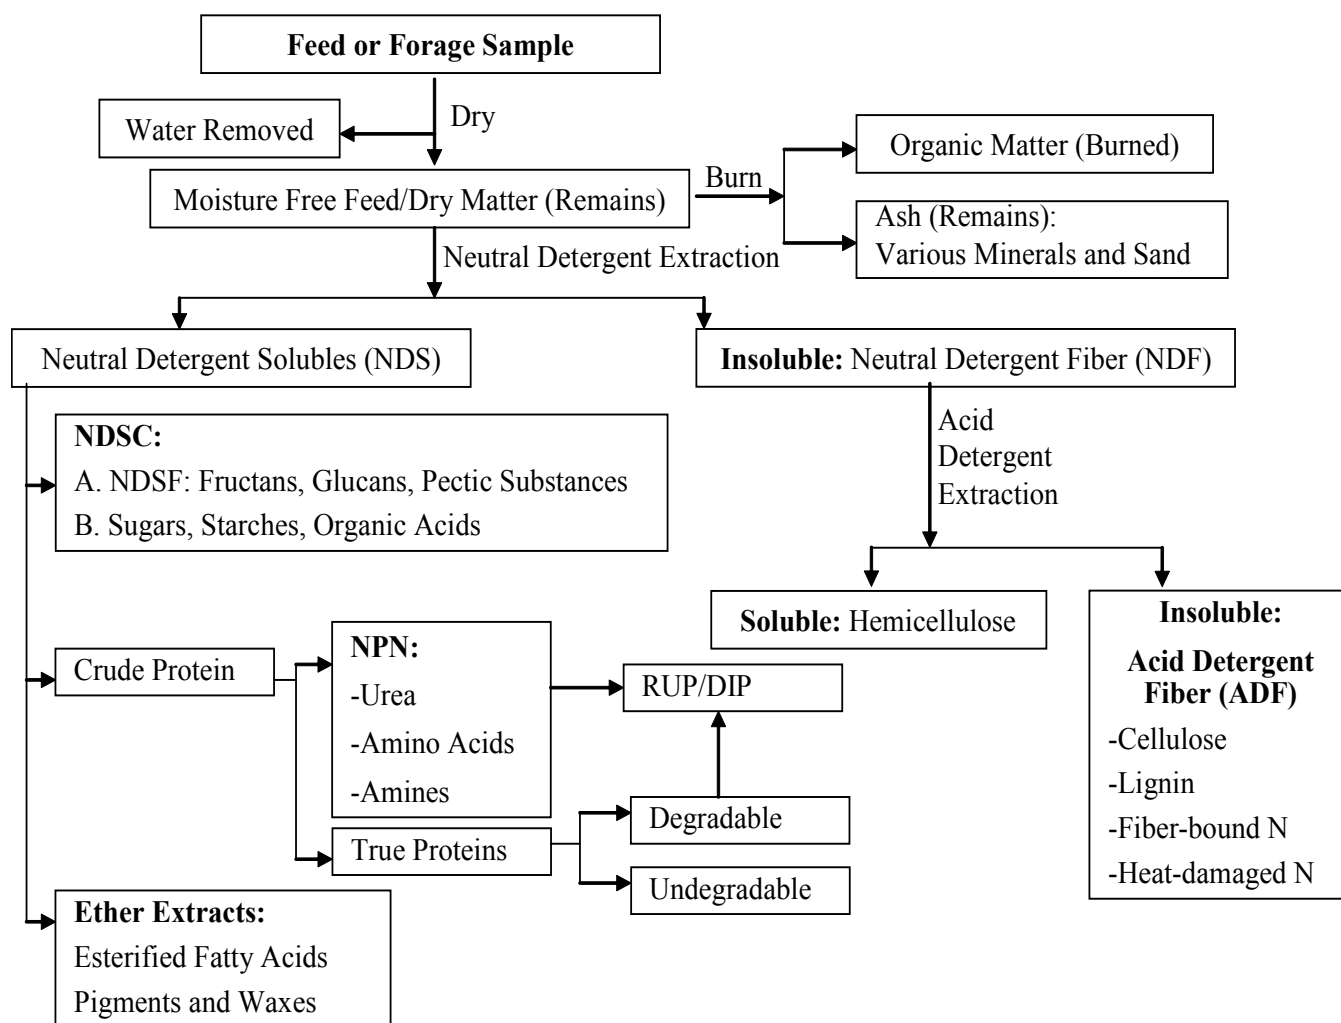 Feed or Forage Sample
Water Removed
Dry
Organic Matter (Burned)
Moisture Free Feed/Dry Matter (Remains)
Burn
Ash (Remains):
Various Minerals and Sand
Neutral Detergent Extraction
Neutral Detergent Solubles (NDS)
Insoluble: Neutral Detergent Fiber (NDF)
NDSC:
A. NDSF: Fructans, Glucans, Pectic Substances
B. Sugars, Starches, Organic Acids
Acid
Detergent
Extraction
Soluble: Hemicellulose
Insoluble:
Acid Detergent
Fiber (ADF)
-Cellulose
-Lignin
-Fiber-bound N
-Heat-damaged N
Crude Protein
NPN:
-Urea
-Amino Acids
-Amines
RUP/DIP
True Proteins
Degradable
Undegradable
Ether Extracts:
Esterified Fatty Acids
Pigments and Waxes